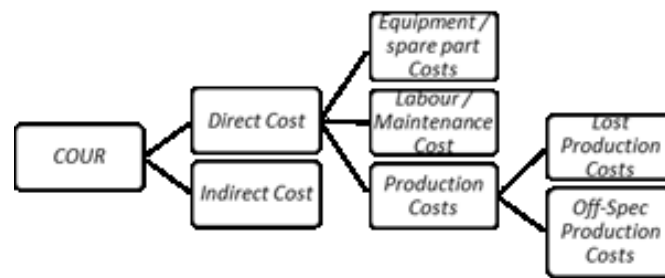 COUR
Direct Cost
Indirect Cost
Equipment /
spare part
Costs
Labour /
Maintenance
Cost
Production
Costs
Lost
Production
Costs
Off-Spec
Production
Costs